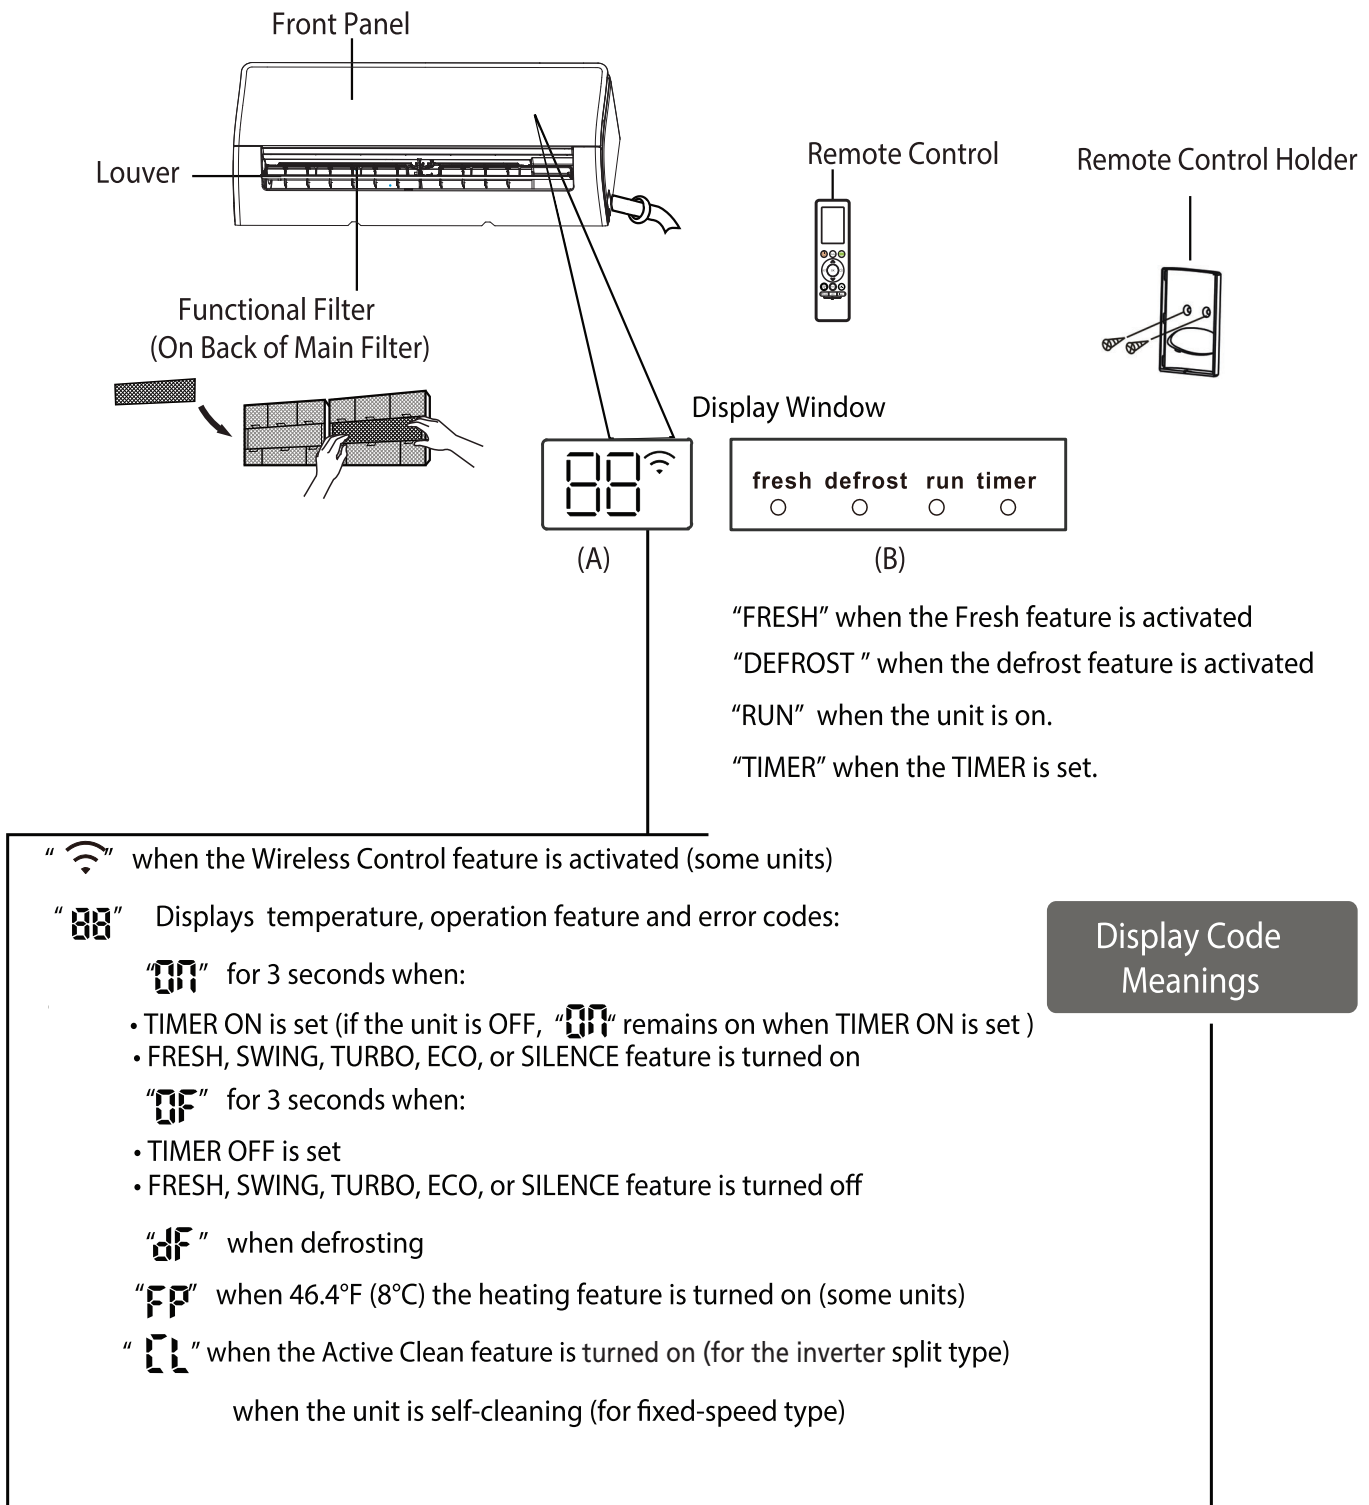 Front Panel
Louver
Remote Control
Remote Control Holder
Functional Filter
(On Back of Main Filter)
Display Window
88
fresh defrost run timer
(A)
(B)
“FRESH” when the Fresh feature is activated
“DEFROST ” when the defrost feature is activated
“RUN” when the unit is on.
“TIMER” when the TIMER is set.
“ ” when the Wireless Control feature is activated (some units)
“ 88” Displays temperature, operation feature and error codes:
Display Code
Meanings
“ON” for 3 seconds when:
• TIMER ON is set (if the unit is OFF, “ON“ remains on when TIMER ON is set )
• FRESH, SWING, TURBO, ECO, or SILENCE feature is turned on
“OF” for 3 seconds when:
• TIMER OFF is set
• FRESH, SWING, TURBO, ECO, or SILENCE feature is turned off
“dF ” when defrosting
“FP” when 46.4°F (8°C) the heating feature is turned on (some units)
“ CL ” when the Active Clean feature is turned on (for the inverter split type)
when the unit is self-cleaning (for fixed-speed type)